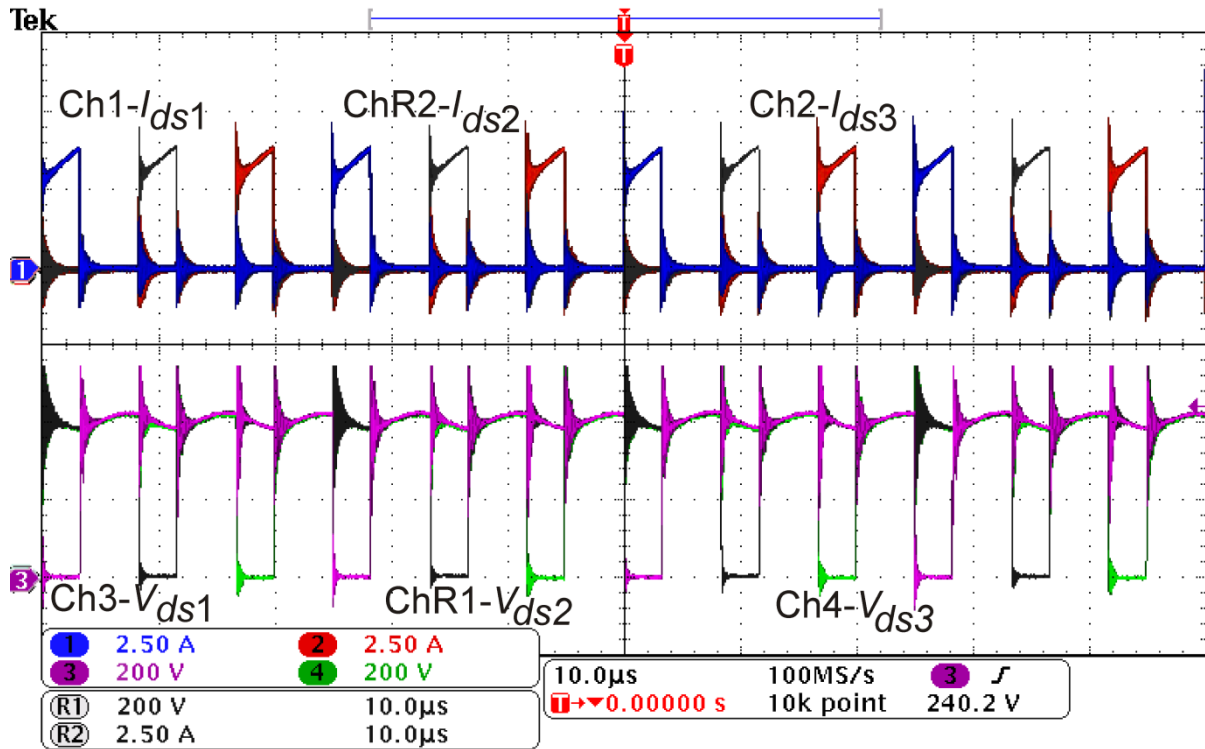 Tek
T
T
Ch1-Ids1 ChR2-Ids2 Ch2-Ids3
1
3
Ch3-Vds1 ChR1-Vds2 Ch4-Vds3
1 2.50 A 2 2.50 A
3 200 V 4 200 V
10.0µs 100MS/s 3
T→▼0.00000 s 10k point 240.2 V
R1 200 V 10.0µs
R2 2.50 A 10.0µs